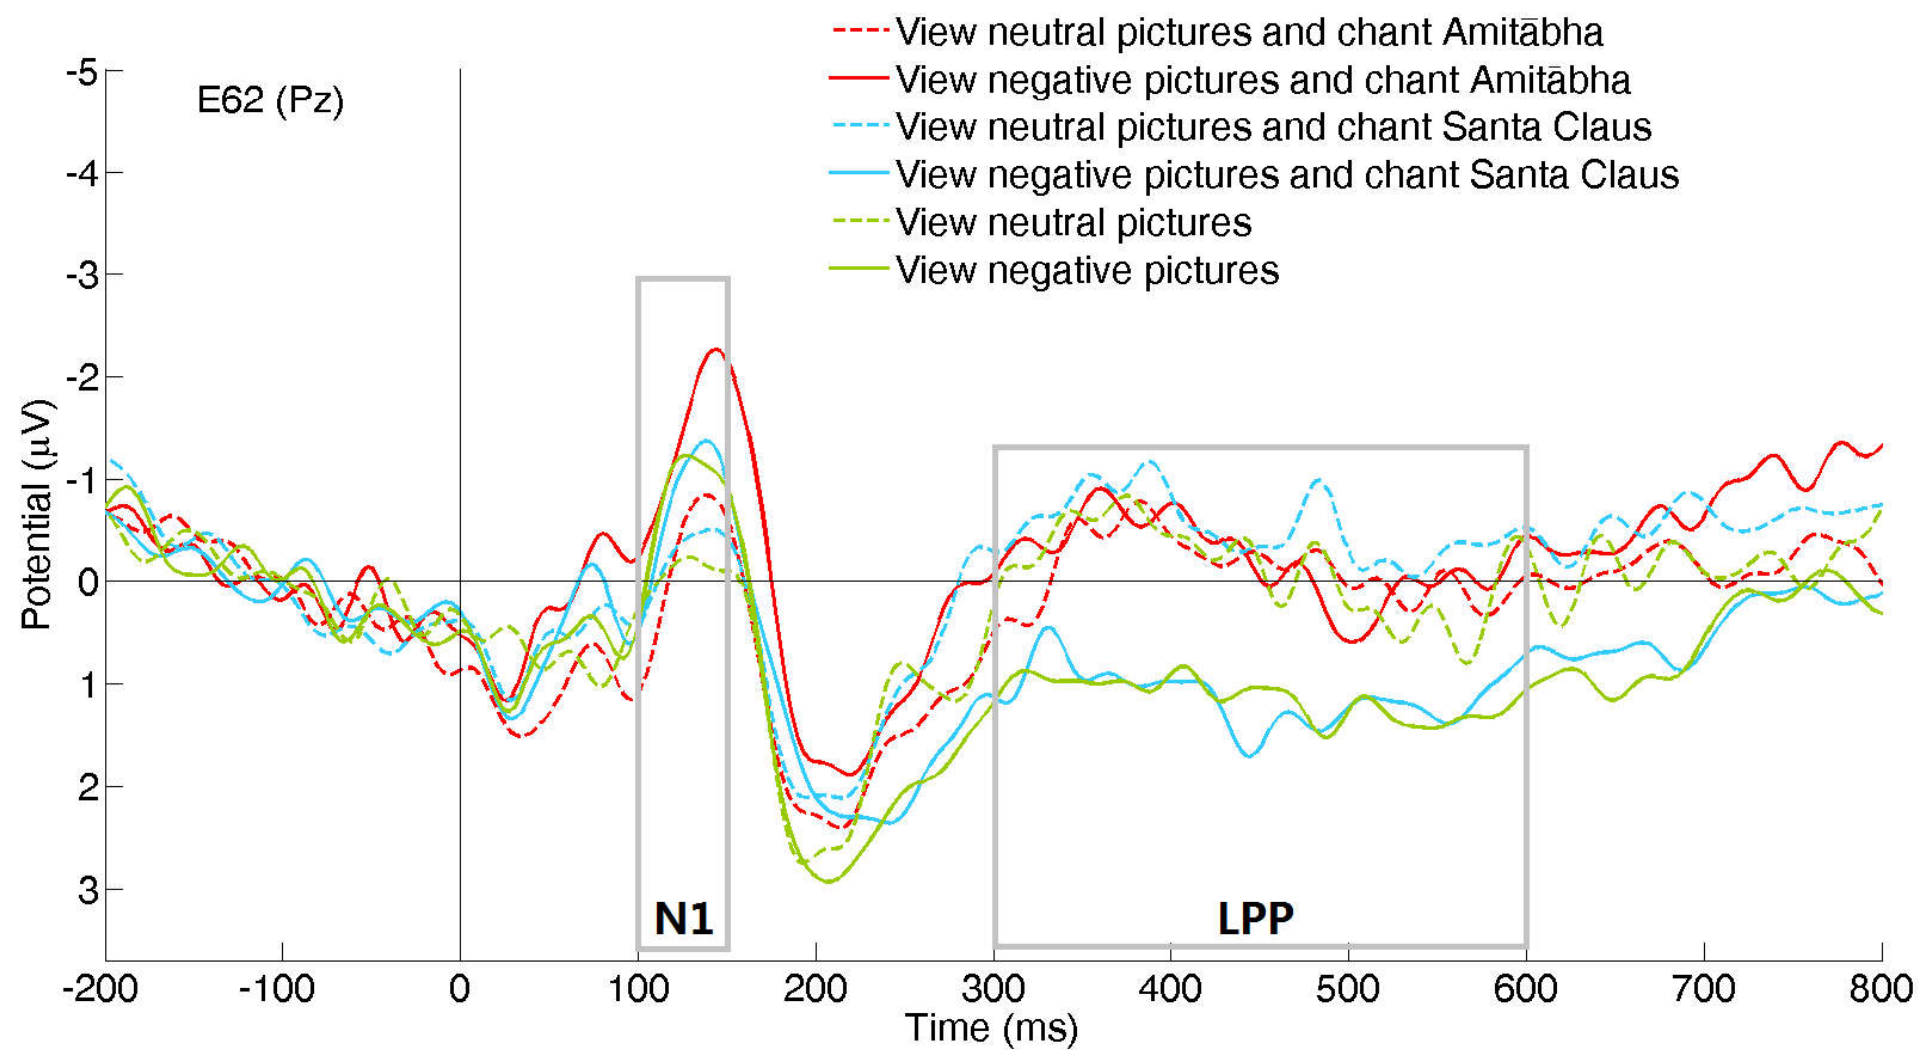 View neutral pictures and chant Amitābha
View negative pictures and chant Amitābha
View neutral pictures and chant Santa Claus
View negative pictures and chant Santa Claus
View neutral pictures
View negative pictures
E62 (Pz)
-5
-4
-3
-2
-1
0
1
2
3
Potential (μV)
N1
LPP
-200 -100 0 100 200 300 400 500 600 700 800
Time (ms)